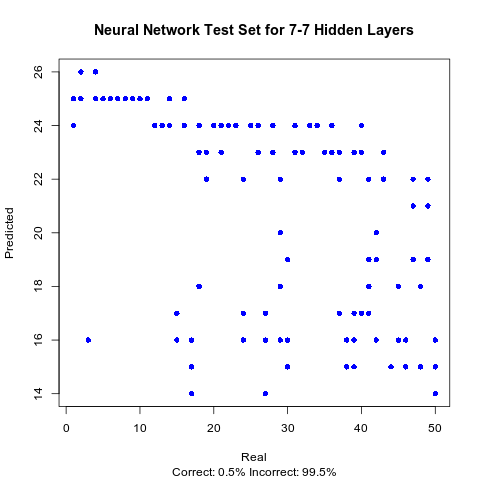 Neural Network Test Set for 7-7 Hidden Layers
26
24
22
20
18
16
14
Predicted
0 10 20 30 40 50
Real
Correct: 0.5% Incorrect: 99.5%